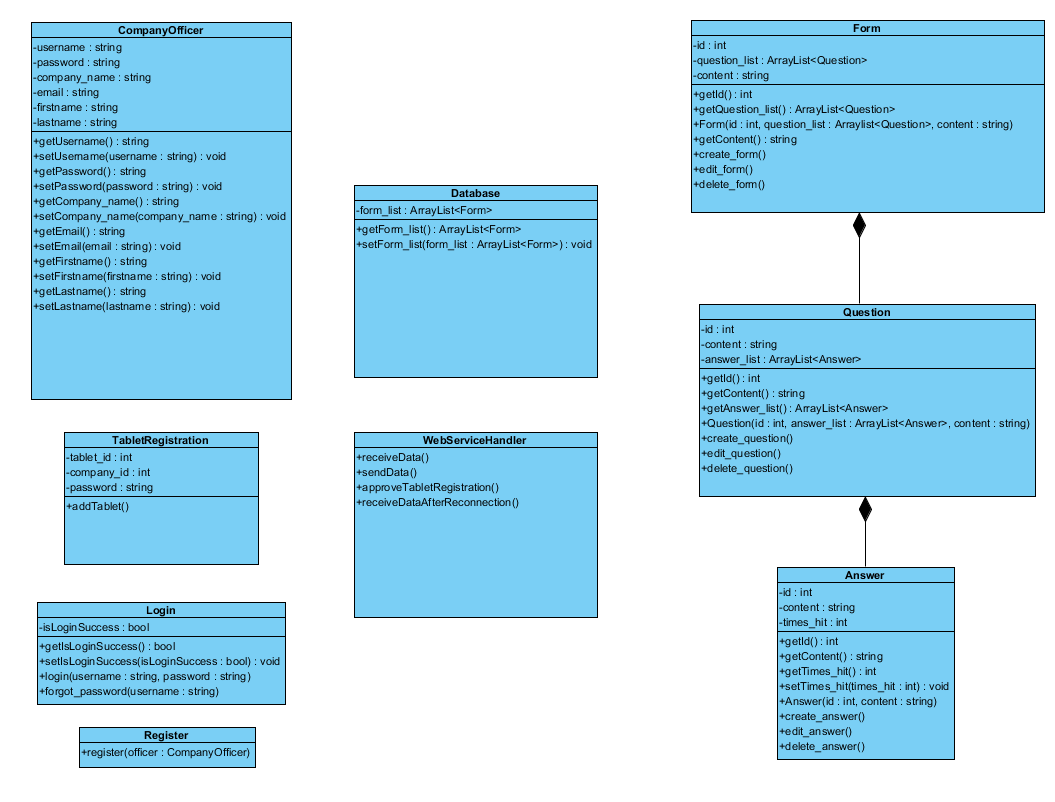 CompanyOfficer
-username : string
-password : string
-company_name : string
-email : string
-firstname : string
-lastname : string
+getUsername() : string
+setUsername(username : string) : void
+getPassword() : string
+setPassword(password : string) : void
+getCompany_name() : string
+setCompany_name(company_name : string) : void
+getEmail() : string
+setEmail(email : string) : void
+getFirstname() : string
+setFirstname(firstname : string) : void
+getLastname() : string
+setLastname(lastname : string) : void
TabletRegistration
-tablet_id : int
-company_id : int
-password : string
+addTablet()
Login
-isLoginSuccess : bool
+getIsLoginSuccess() : bool
+setIsLoginSuccess(isLoginSuccess : bool) : void
+login(username : string, password : string)
+forgot_password(username : string)
Register
+register(officer : CompanyOfficer)
Database
-form_list : ArrayList<Form>
+getForm_list() : ArrayList<Form>
+setForm_list(form_list : ArrayList<Form>) : void
WebServiceHandler
+receiveData()
+sendData()
+approveTabletRegistration()
+receiveDataAfterReconnection()
Form
-id : int
-question_list : ArrayList<Question>
-content : string
+getId() : int
+getQuestion_list() : ArrayList<Question>
+Form(id : int, question_list : Arraylist<Question>, content : string)
+getContent() : string
+create_form()
+edit_form()
+delete_form()
Question
-id : int
-content : string
-answer_list : ArrayList<Answer>
+getId() : int
+getContent() : string
+getAnswer_list() : ArrayList<Answer>
+Question(id : int, answer_list : ArrayList<Answer>, content : string)
+create_question()
+edit_question()
+delete_question()
Answer
-id : int
-content : string
-times_hit : int
+getId() : int
+getContent() : string
+getTimes_hit() : int
+setTimes_hit(times_hit : int) : void
+Answer(id : int, content : string)
+create_answer()
+edit_answer()
+delete_answer()